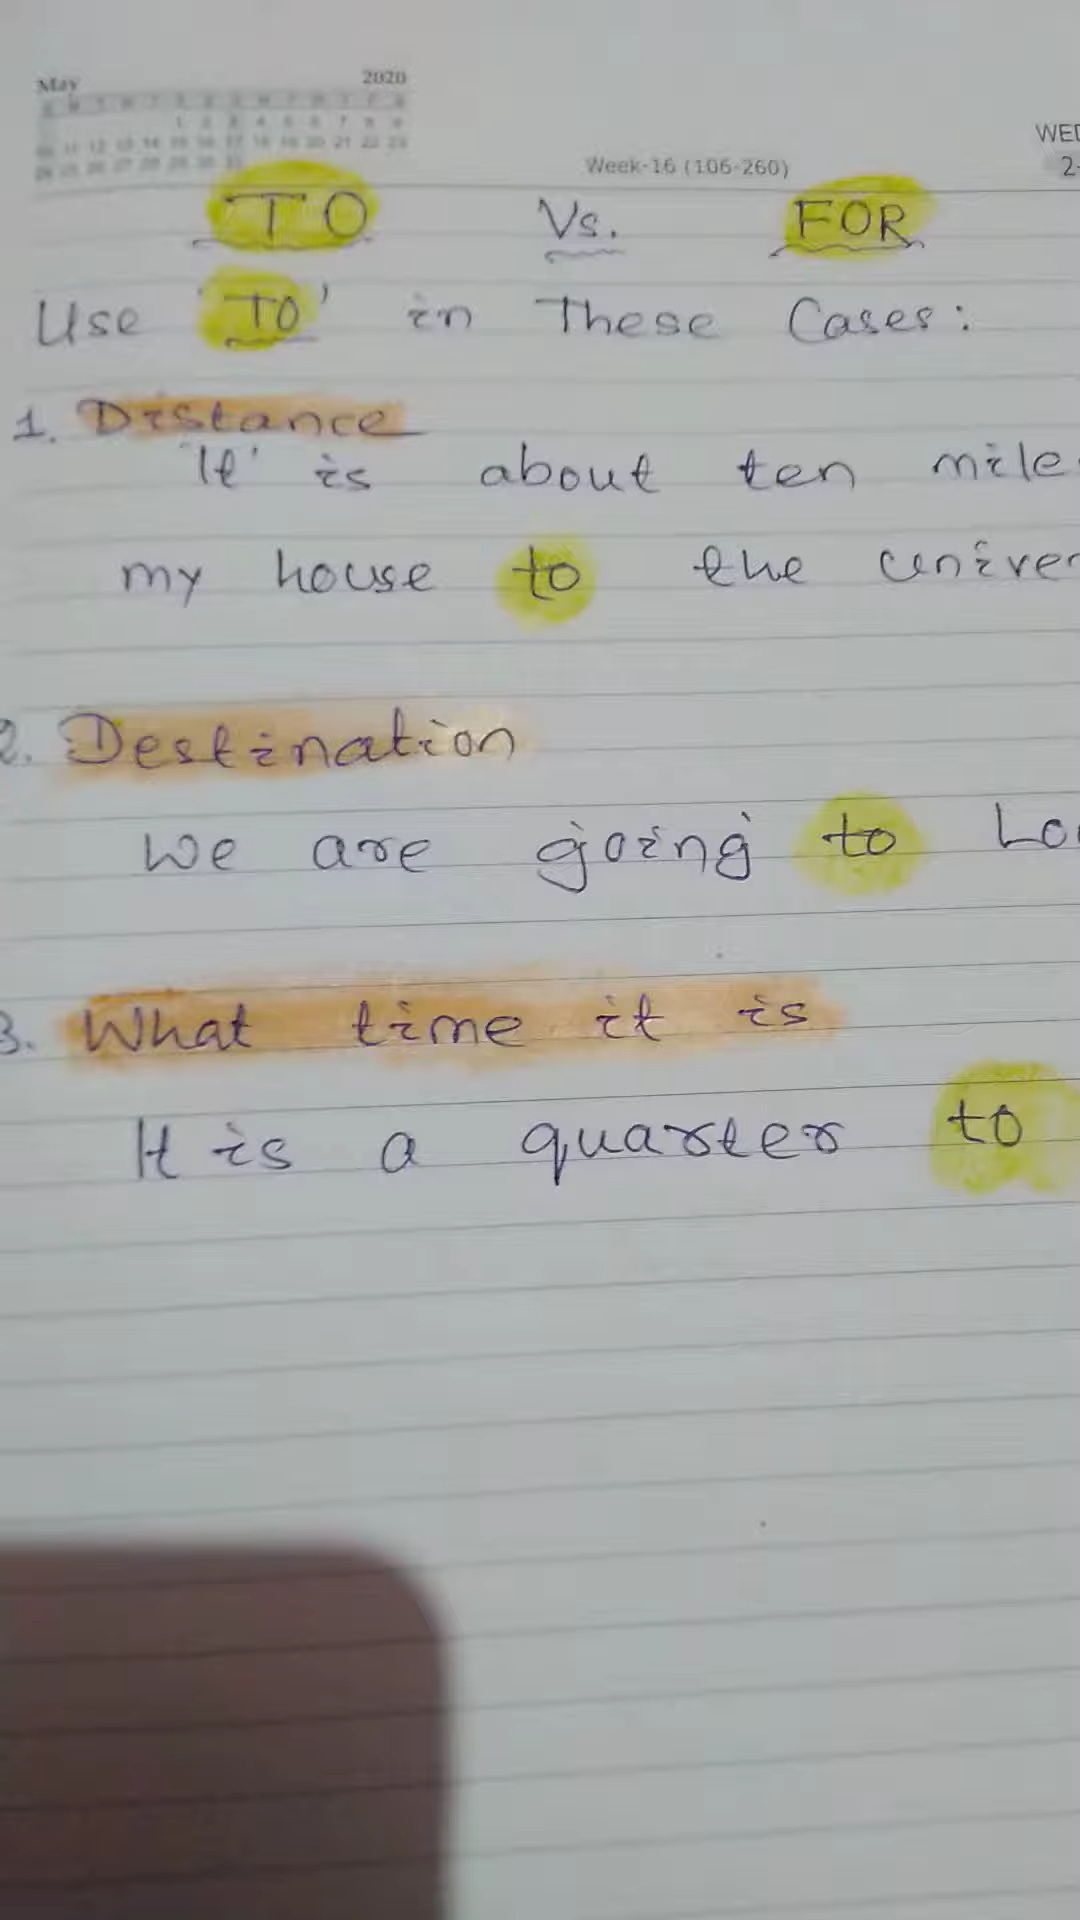 May 2020
Week-16 (106-260)
TO Vs. FOR
Use 'TO' in These Cases:
1. Distance
'It' is about ten mile
my house to the univer
2. Destination
We are going to Lo
3. What time it is
It is a quarter to